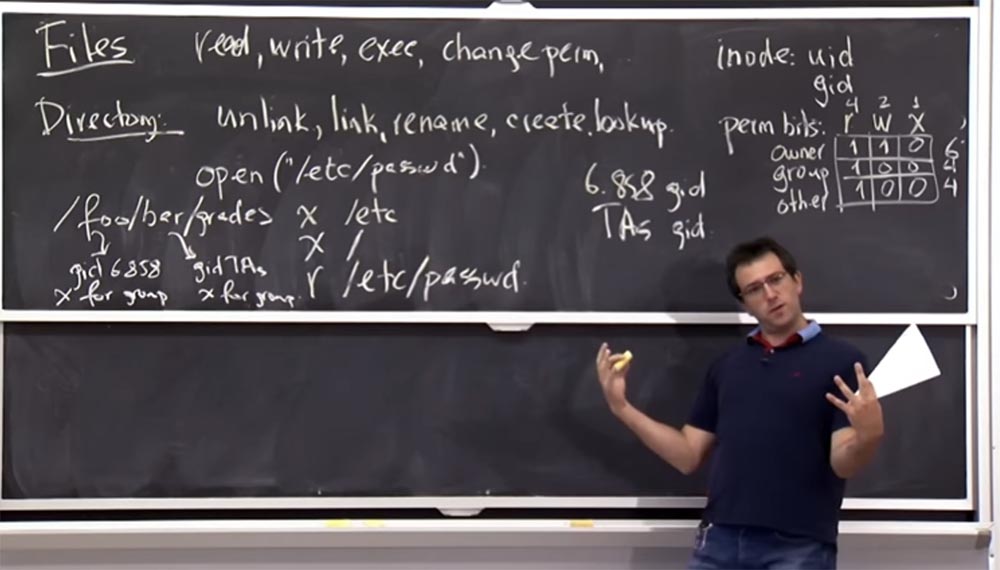 Files read, write, exec, change perm,
Directory: unlink, link, rename, create, lookup.
open("/etc/passwd").
/foo/bar/grades x /etc
x /
gid 6858 gid TAs r /etc/passwd.
x for group x for group.
6.858 gid
TAs gid.
inode: uid
gid
4 2 1
perm bits: r w x
owner 1 1 0 6
group 1 0 0 4
other 1 0 0 4